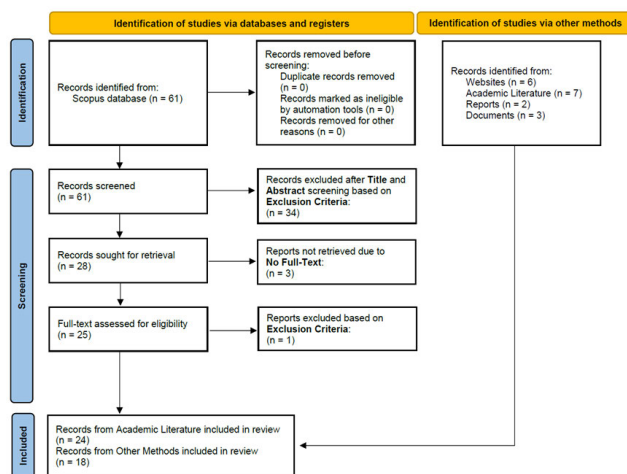 Identification of studies via databases and registers
Identification of studies via other methods
Identification
Records identified from:
Scopus database (n = 61)
Records removed before
screening:
Duplicate records removed
(n = 0)
Records marked as ineligible
by automation tools (n = 0)
Records removed for other
reasons (n = 0)
Records identified from:
Websites (n = 6)
Academic Literature (n = 7)
Reports (n = 2)
Documents (n = 3)
Screening
Records screened
(n = 61)
Records excluded after Title and
Abstract screening based on
Exclusion Criteria:
(n = 34)
Records sought for retrieval
(n = 28)
Reports not retrieved due to
No Full-Text:
(n = 3)
Full-text assessed for eligibility
(n = 25)
Reports excluded based on
Exclusion Criteria:
(n = 1)
Included
Records from Academic Literature included in review
(n = 24)
Records from Other Methods included in review
(n = 18)